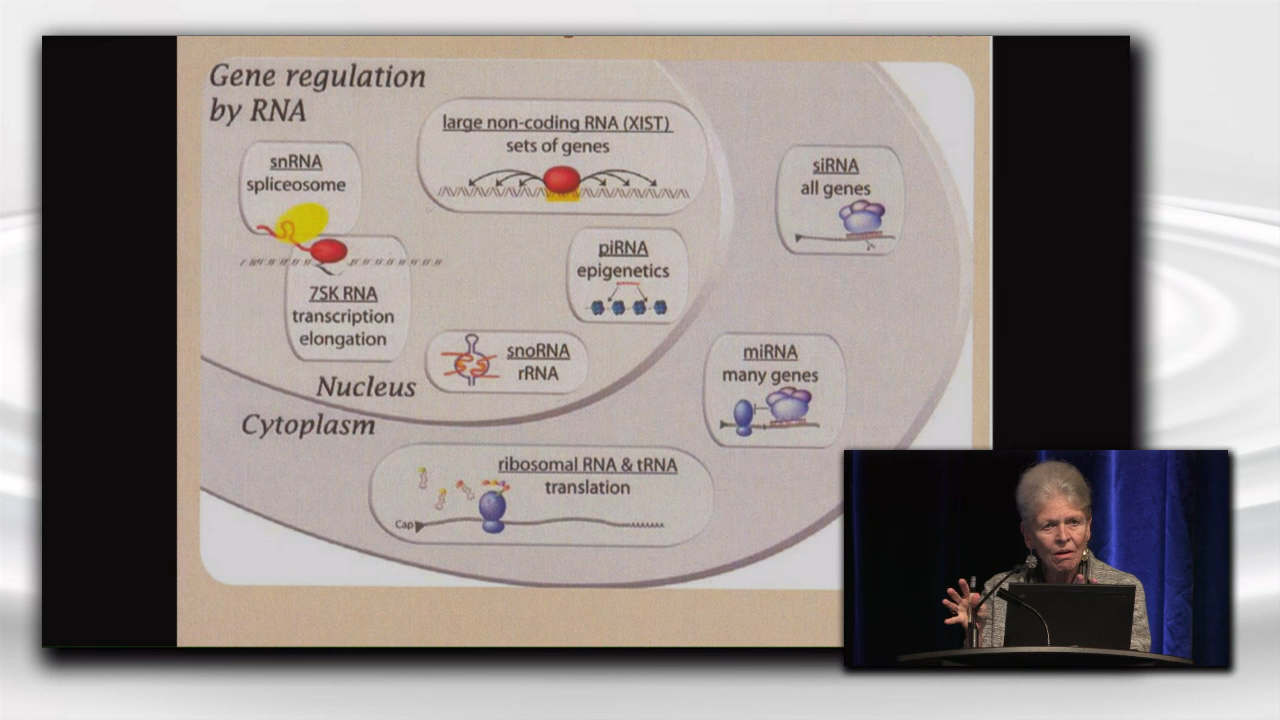 Gene regulation
by RNA
large non-coding RNA (XIST)
sets of genes
snRNA
spliceosome
siRNA
all genes
piRNA
epigenetics
7SK RNA
transcription
elongation
snoRNA
rRNA
miRNA
many genes
Nucleus
Cytoplasm
ribosomal RNA & tRNA
translation
Cap
AAAAAAA